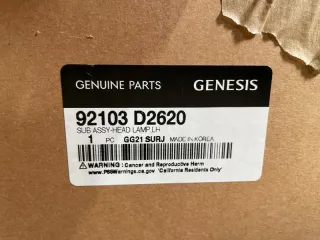 GENUINE PARTS GENESIS
92103 D2620
SUB ASSY-HEAD LAMP,LH
1 PC GG21 SURJ MADE IN KOREA
WARNING : Cancer and Reproductive Harm
www.P65Warnings.ca.gov "California Residents Only"